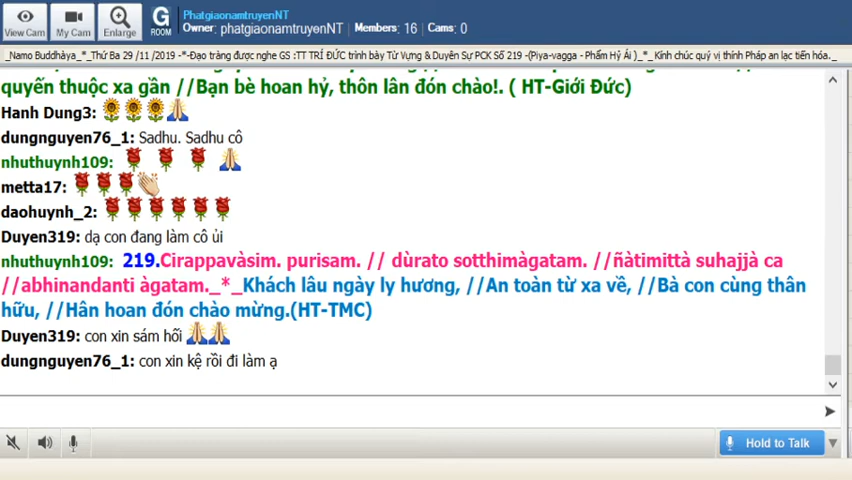 View Cam
My Cam
Enlarge
G
ROOM
PhatgiaonamtruyenNT
Owner: phatgiaonamtruyenNT Members: 16 Cams: 0
_Namo Buddhàya_*_Thứ Ba 29 /11 /2019 -*-Đạo tràng được nghe GS :TT TRÍ ĐỨC trình bày Từ Vựng & Duyên Sự PCK Số 219 -(Piya-vagga - Phẩm Hỷ Ái )_*_ Kính chúc quý vị thính Pháp an lạc tiến hóa._
quyến thuộc xa gần //Bạn bè hoan hỷ, thôn lân đón chào!. ( HT-Giới Đức)
Hanh Dung3:
dungnguyen76_1: Sadhu. Sadhu cô
nhuthuynh109:
metta17:
daohuynh_2:
Duyen319: dạ con đang làm cô ủi
nhuthuynh109: 219.Cirappavàsim. purisam. // dùrato sotthimàgatam. //ñàtimittà suhajjà ca
//abhinandanti àgatam._*_Khách lâu ngày ly hương, //An toàn từ xa về, //Bà con cùng thân
hữu, //Hân hoan đón chào mừng.(HT-TMC)
Duyen319: con xin sám hối
dungnguyen76_1: con xin kệ rồi đi làm ạ
Hold to Talk